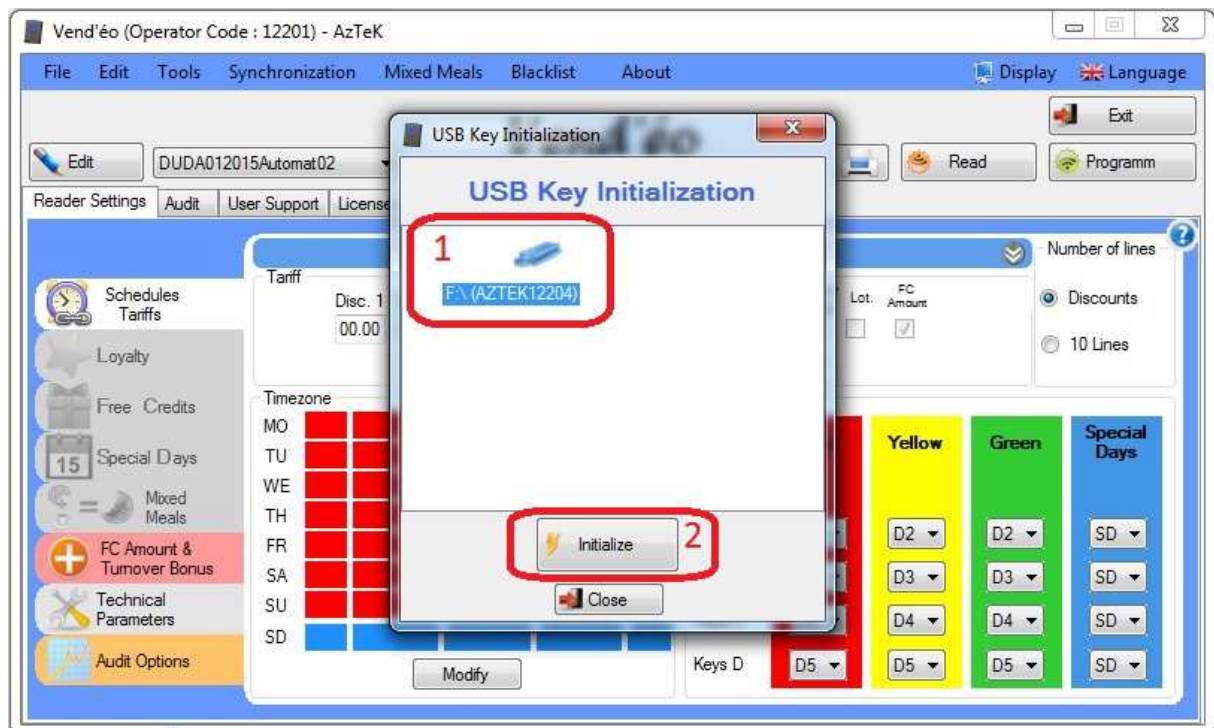 Vend'éo (Operator Code : 12201) - AzTeK
File Edit Tools Synchronization Mixed Meals Blacklist About Display Language
Exit
Edit DUDA012015Automat02 Read Programm
Reader Settings Audit User Support License
USB Key Initialization
USB Key Initialization
1
F:\ (AZTEK12204)
Initialize 2
Close
Schedules
Tariffs
Loyalty
Free Credits
15 Special Days
Mixed
Meals
FC Amount &
Turnover Bonus
Technical
Parameters
Audit Options
Tariff
Disc. 1
00.00
Lot. FC
Amount
Number of lines
Discounts
10 Lines
Timezone
MO
TU
WE
TH
FR
SA
SU
SD
Modify
Yellow Green Special
Days
D2 D2 SD
D3 D3 SD
D4 D4 SD
Keys D D5 D5 D5 SD